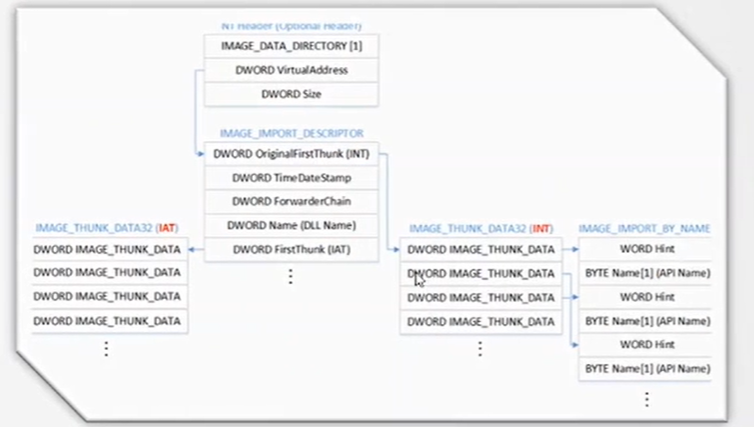 NT Header (Optional Header)
IMAGE_DATA_DIRECTORY [1]
DWORD VirtualAddress
DWORD Size
IMAGE_IMPORT_DESCRIPTOR
DWORD OriginalFirstThunk (INT)
DWORD TimeDateStamp
DWORD ForwarderChain
DWORD Name (DLL Name)
DWORD FirstThunk (IAT)
IMAGE_THUNK_DATA32 (IAT)
DWORD IMAGE_THUNK_DATA
DWORD IMAGE_THUNK_DATA
DWORD IMAGE_THUNK_DATA
DWORD IMAGE_THUNK_DATA
IMAGE_THUNK_DATA32 (INT)
DWORD IMAGE_THUNK_DATA
DWORD IMAGE_THUNK_DATA
DWORD IMAGE_THUNK_DATA
DWORD IMAGE_THUNK_DATA
IMAGE_IMPORT_BY_NAME
WORD Hint
BYTE Name[1] (API Name)
WORD Hint
BYTE Name[1] (API Name)
WORD Hint
BYTE Name[1] (API Name)